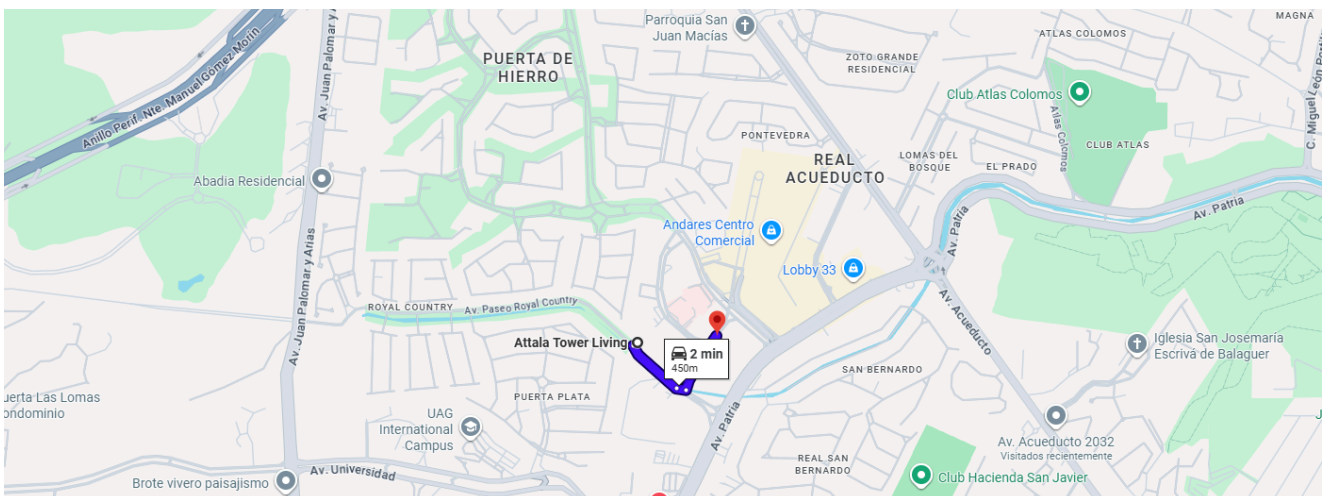 MAGNA
Parroquia San
Juan Macías
ATLAS COLOMOS
PUERTA DE
HIERRO
ZOTO GRANDE
RESIDENCIAL
Anillo Perif. Nte. Manuel Gómez Morín
Av. Juan Palomar y A
Club Atlas Colomos
Atlas Colomos
C. Miguel León
PONTEVEDRA
CLUB ATLAS
REAL
ACUEDUCTO
LOMAS DEL
BOSQUE
EL PRADO
Abadia Residencial
Av. Patria
Andares Centro
Comercial
Av. Patria
Lobby 33
Av. Juan Palomar y Arias
ROYAL COUNTRY
Av. Paseo Royal Country
Av. Acueducto
Attala Tower Living
2 min
450m
Iglesia San Josemaría
Escrivá de Balaguer
SAN BERNARDO
uerta Las Lomas
ondominio
PUERTA PLATA
UAG
International
Campus
Av. Patria
Av. Acueducto 2032
Visitados recientemente
J
Av. Universidad
REAL SAN
BERNARDO
Brote vivero paisajismo
Club Hacienda San Javier